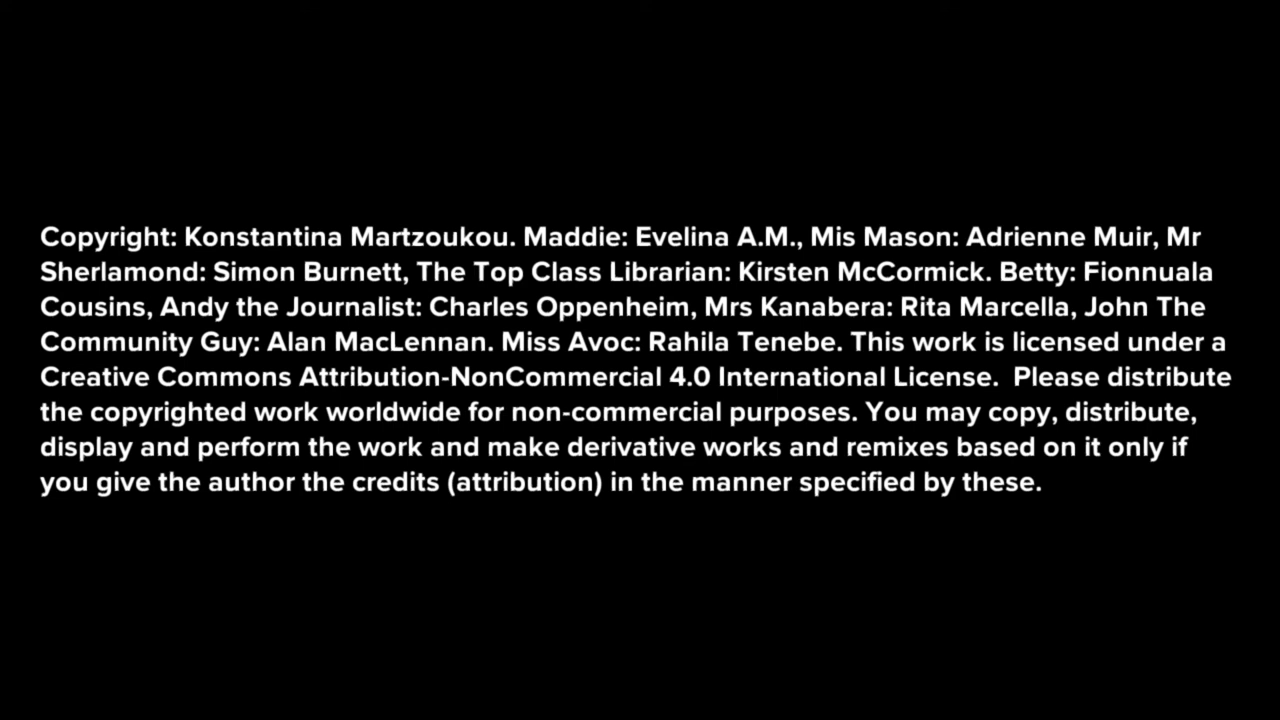 Copyright: Konstantina Martzoukou. Maddie: Evelina A.M., Mis Mason: Adrienne Muir, Mr
Sherlamond: Simon Burnett, The Top Class Librarian: Kirsten McCormick. Betty: Fionnuala
Cousins, Andy the Journalist: Charles Oppenheim, Mrs Kanabera: Rita Marcella, John The
Community Guy: Alan MacLennan. Miss Avoc: Rahila Tenebe. This work is licensed under a
Creative Commons Attribution-NonCommercial 4.0 International License.  Please distribute
the copyrighted work worldwide for non-commercial purposes. You may copy, distribute,
display and perform the work and make derivative works and remixes based on it only if
you give the author the credits (attribution) in the manner specified by these.